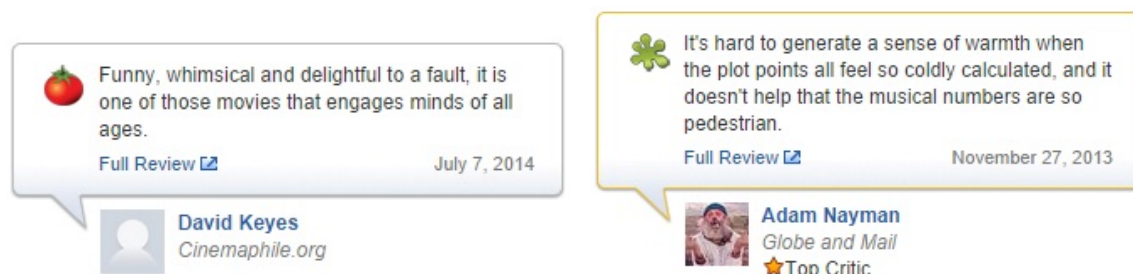 Funny, whimsical and delightful to a fault, it is
one of those movies that engages minds of all
ages.
Full Review
July 7, 2014
David Keyes
Cinemaphile.org
It's hard to generate a sense of warmth when
the plot points all feel so coldly calculated, and it
doesn't help that the musical numbers are so
pedestrian.
Full Review
November 27, 2013
Adam Nayman
Globe and Mail
Top Critic